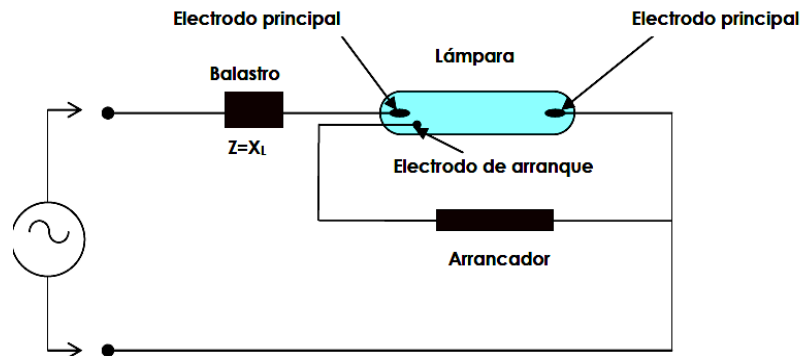 Electrodo principal
Electrodo principal
Lámpara
Balastro
Z=XL
Electrodo de arranque
Arrancador